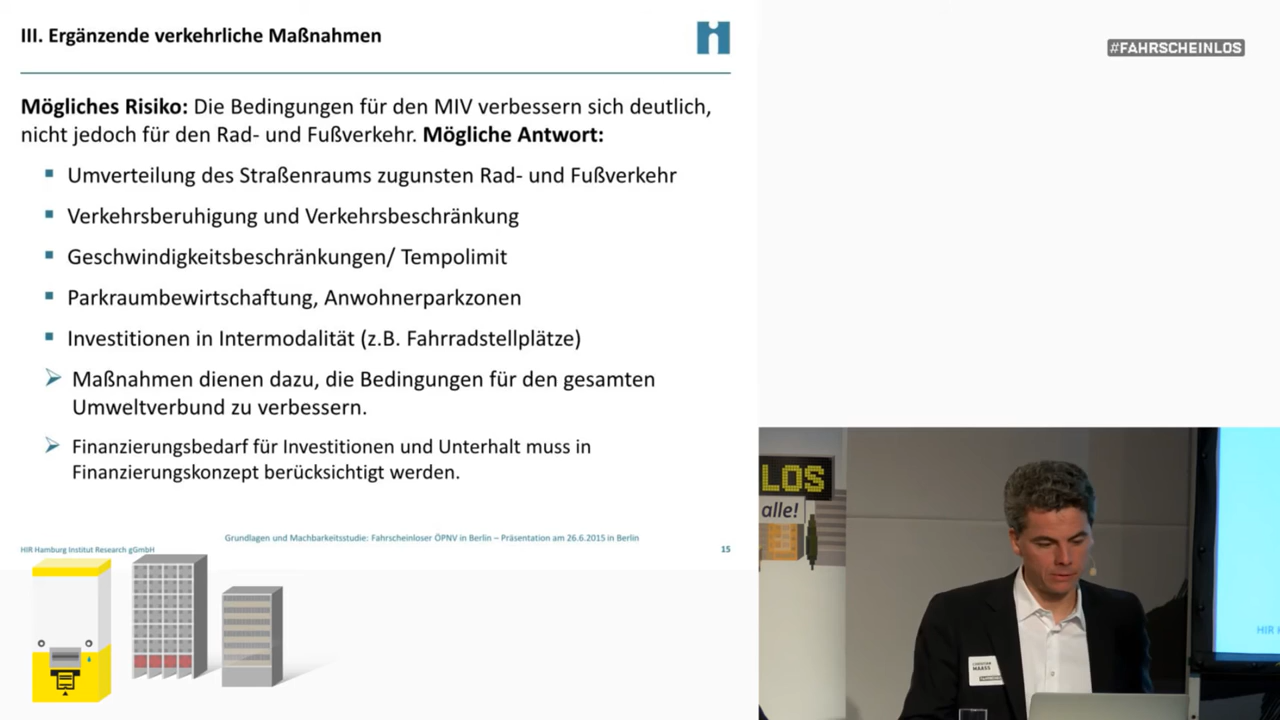 III. Ergänzende verkehrliche Maßnahmen
#FAHRSCHEINLOS
Mögliches Risiko: Die Bedingungen für den MIV verbessern sich deutlich,
nicht jedoch für den Rad- und Fußverkehr. Mögliche Antwort:
Umverteilung des Straßenraums zugunsten Rad- und Fußverkehr
Verkehrsberuhigung und Verkehrsbeschränkung
Geschwindigkeitsbeschränkungen/ Tempolimit
Parkraumbewirtschaftung, Anwohnerparkzonen
Investitionen in Intermodalität (z.B. Fahrradstellplätze)
Maßnahmen dienen dazu, die Bedingungen für den gesamten
Umweltverbund zu verbessern.
Finanzierungsbedarf für Investitionen und Unterhalt muss in
Finanzierungskonzept berücksichtigt werden.
Grundlagen und Machbarkeitsstudie: Fahrscheinloser ÖPNV in Berlin – Präsentation am 26.6.2015 in Berlin
HIR Hamburg Institut Research gGmbH
15
LOS
alle!
MAASS
HIR